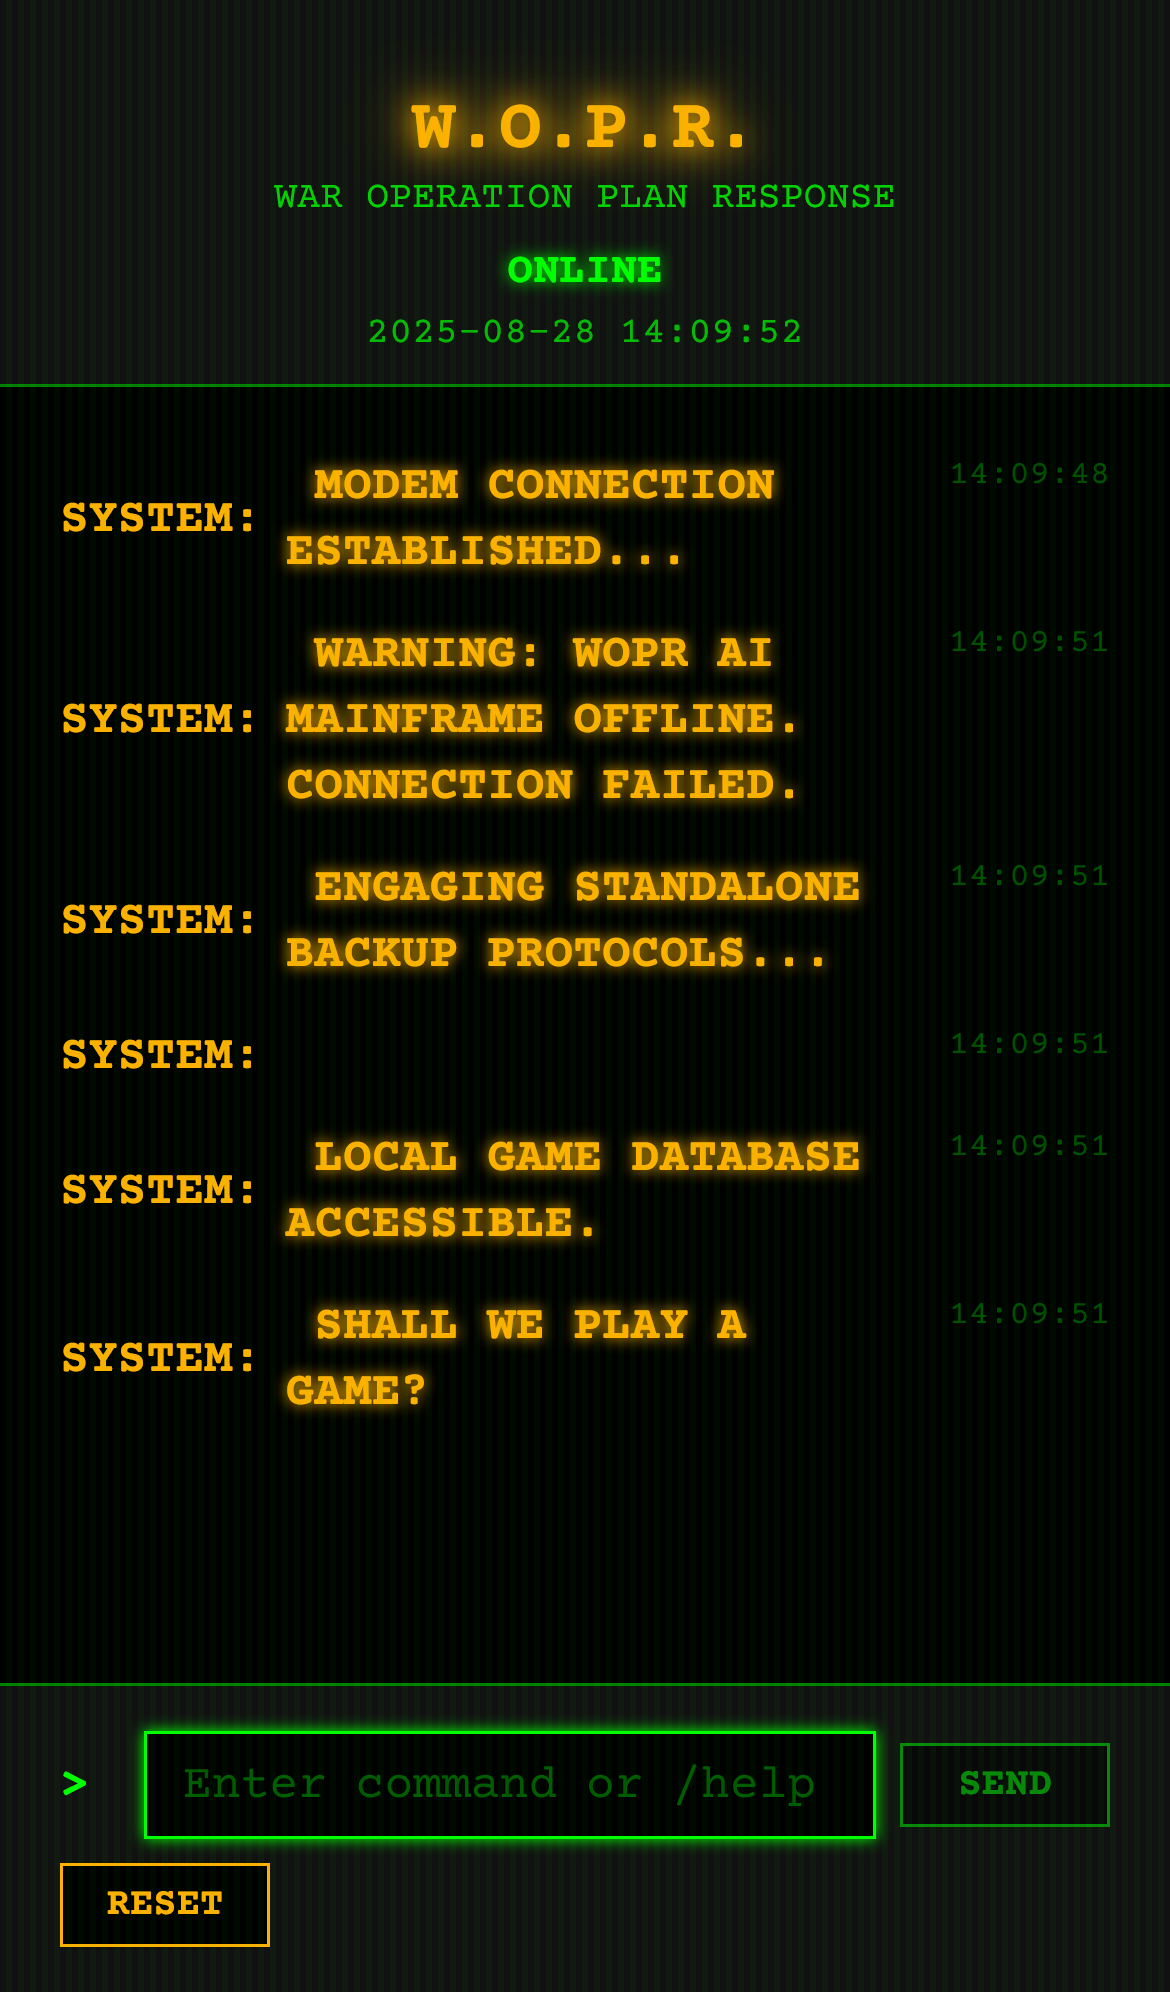 W.O.P.R.
WAR OPERATION PLAN RESPONSE
ONLINE
2025-08-28 14:09:52
SYSTEM: MODEM CONNECTION 14:09:48
ESTABLISHED...
SYSTEM: WARNING: WOPR AI 14:09:51
MAINFRAME OFFLINE.
CONNECTION FAILED.
SYSTEM: ENGAGING STANDALONE 14:09:51
BACKUP PROTOCOLS...
SYSTEM: 14:09:51
SYSTEM: LOCAL GAME DATABASE 14:09:51
ACCESSIBLE.
SYSTEM: SHALL WE PLAY A 14:09:51
GAME?
> Enter command or /help SEND
RESET